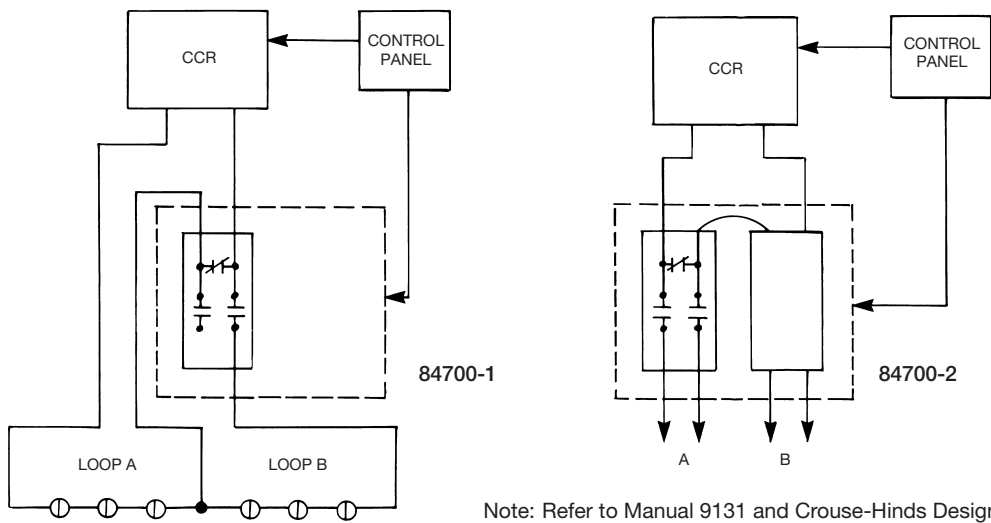 CCR
CONTROL
PANEL
84700-1
LOOP A
LOOP B
CCR
CONTROL
PANEL
84700-2
A
B
Note: Refer to Manual 9131 and Crouse-Hinds Design